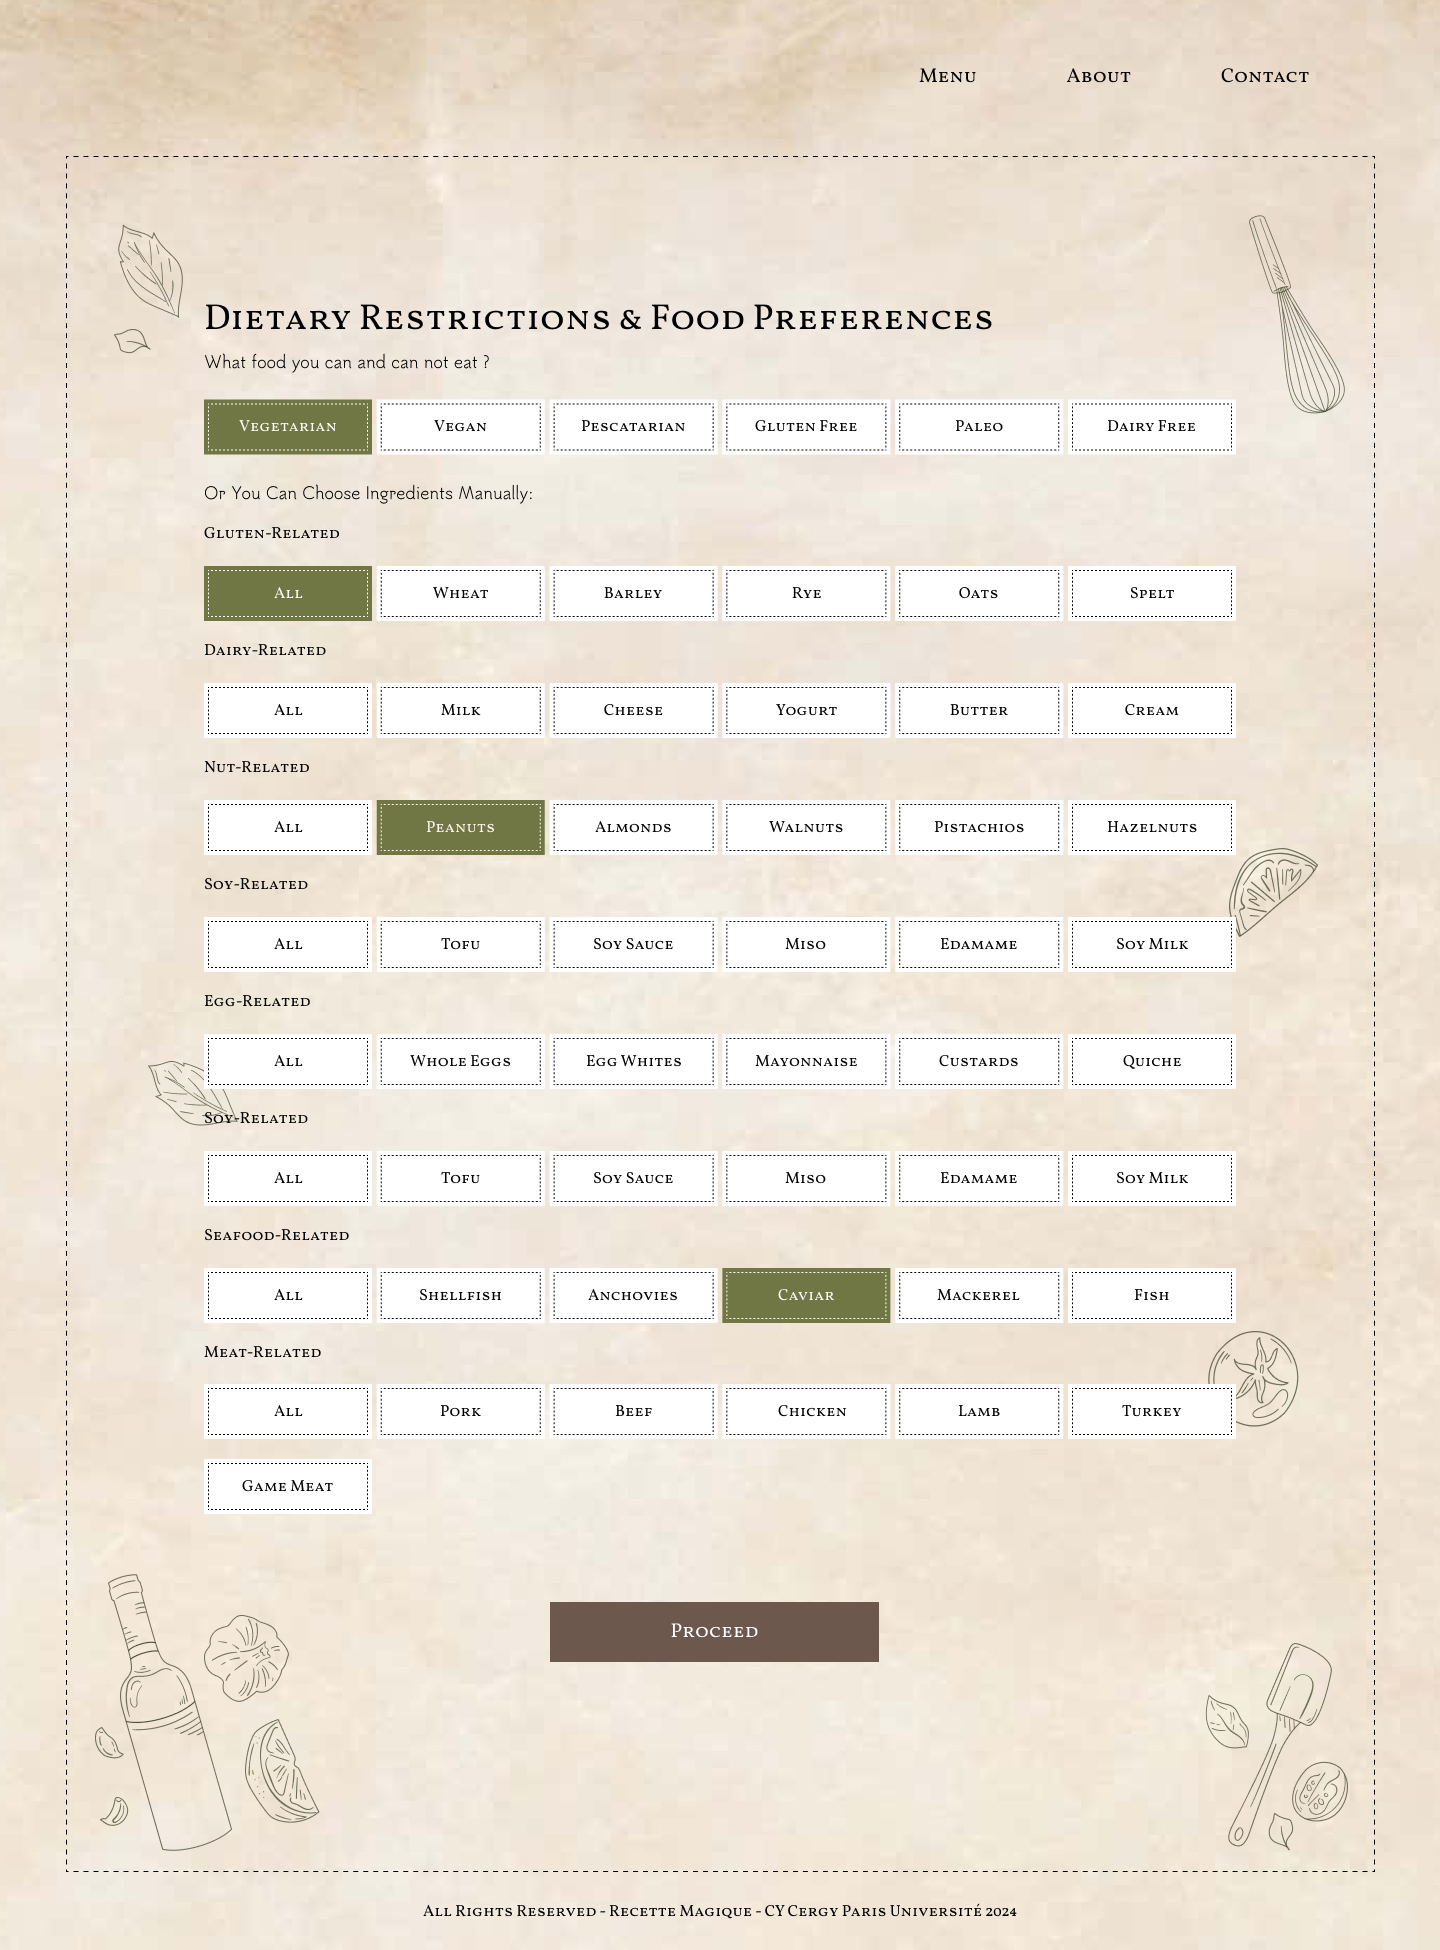 Menu About Contact
Dietary Restrictions & Food Preferences
What food you can and can not eat ?
Vegetarian Vegan Pescatarian Gluten Free Paleo Dairy Free
Or You Can Choose Ingredients Manually:
Gluten-Related
All Wheat Barley Rye Oats Spelt
Dairy-Related
All Milk Cheese Yogurt Butter Cream
Nut-Related
All Peanuts Almonds Walnuts Pistachios Hazelnuts
Soy-Related
All Tofu Soy Sauce Miso Edamame Soy Milk
Egg-Related
All Whole Eggs Egg Whites Mayonnaise Custards Quiche
Soy-Related
All Tofu Soy Sauce Miso Edamame Soy Milk
Seafood-Related
All Shellfish Anchovies Caviar Mackerel Fish
Meat-Related
All Pork Beef Chicken Lamb Turkey
Game Meat
Proceed
All Rights Reserved - Recette Magique - CY Cergy Paris Université 2024